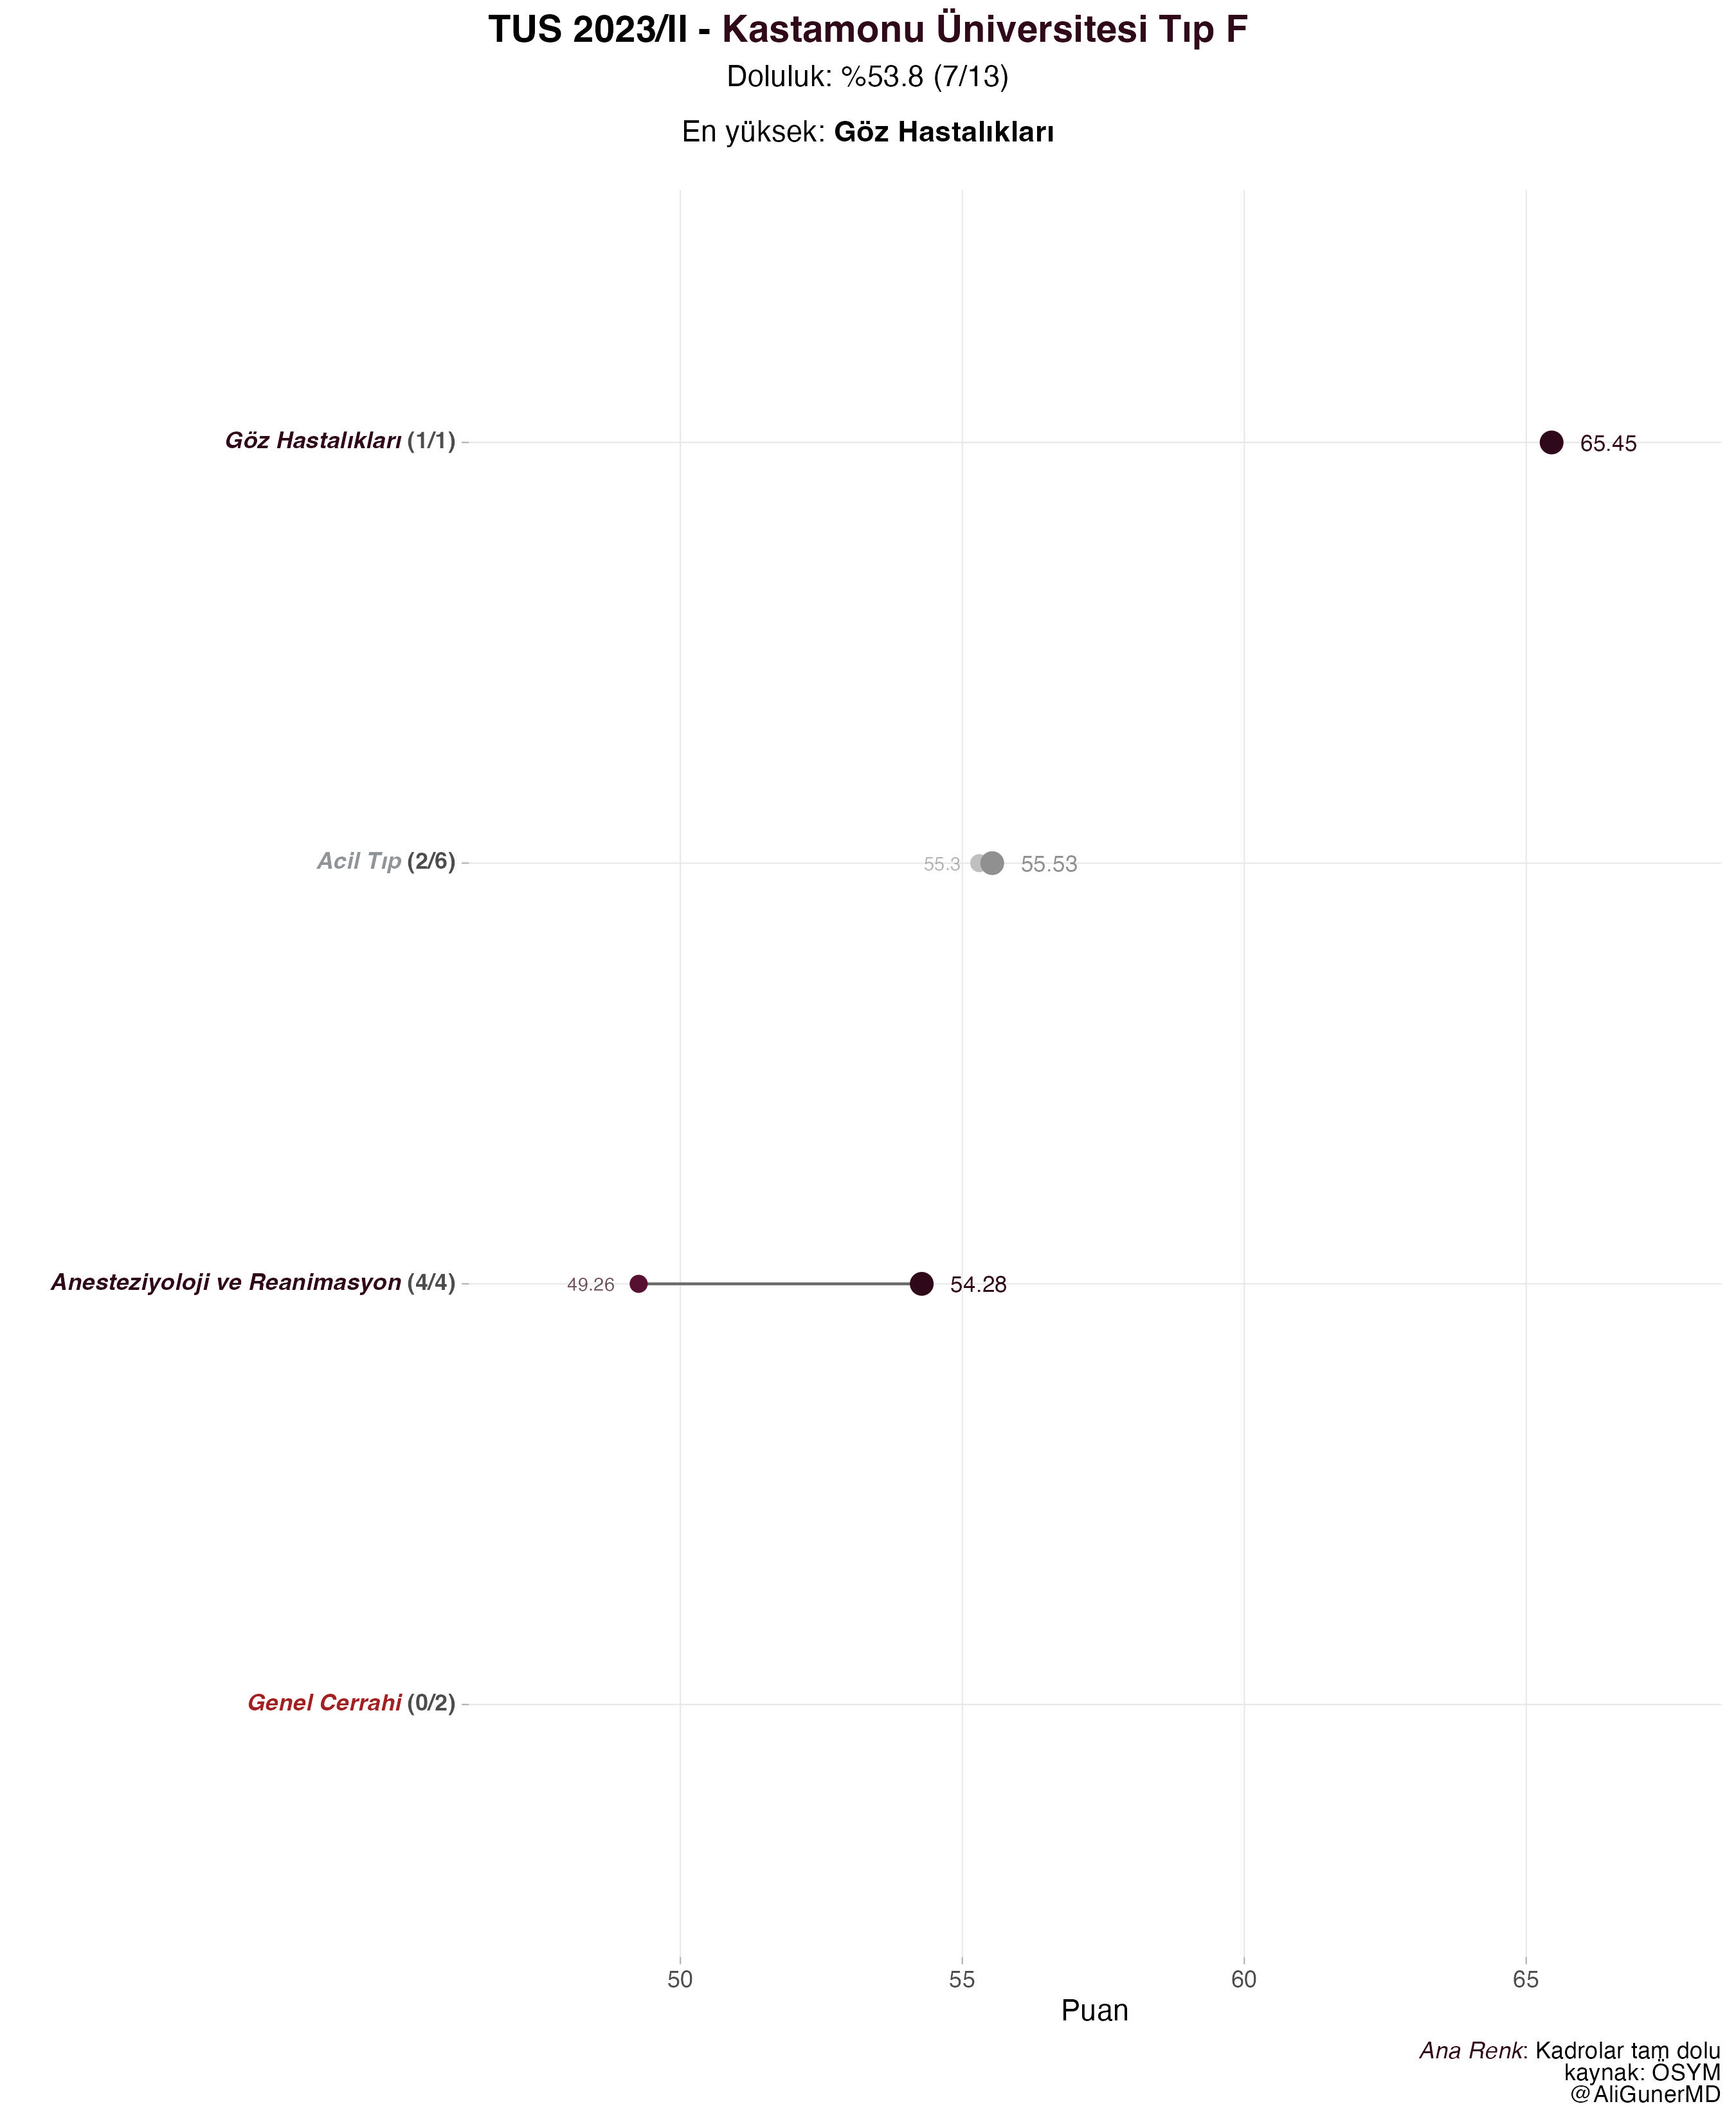 TUS 2023/II - Kastamonu Üniversitesi Tıp F
Doluluk: %53.8 (7/13)
En yüksek: Göz Hastalıkları
Göz Hastalıkları (1/1)
65.45
Acil Tıp (2/6)
55.3
55.53
Anesteziyoloji ve Reanimasyon (4/4)
49.26
54.28
Genel Cerrahi (0/2)
50
55
60
65
Puan
Ana Renk: Kadrolar tam dolu
kaynak: ÖSYM
@AliGunerMD